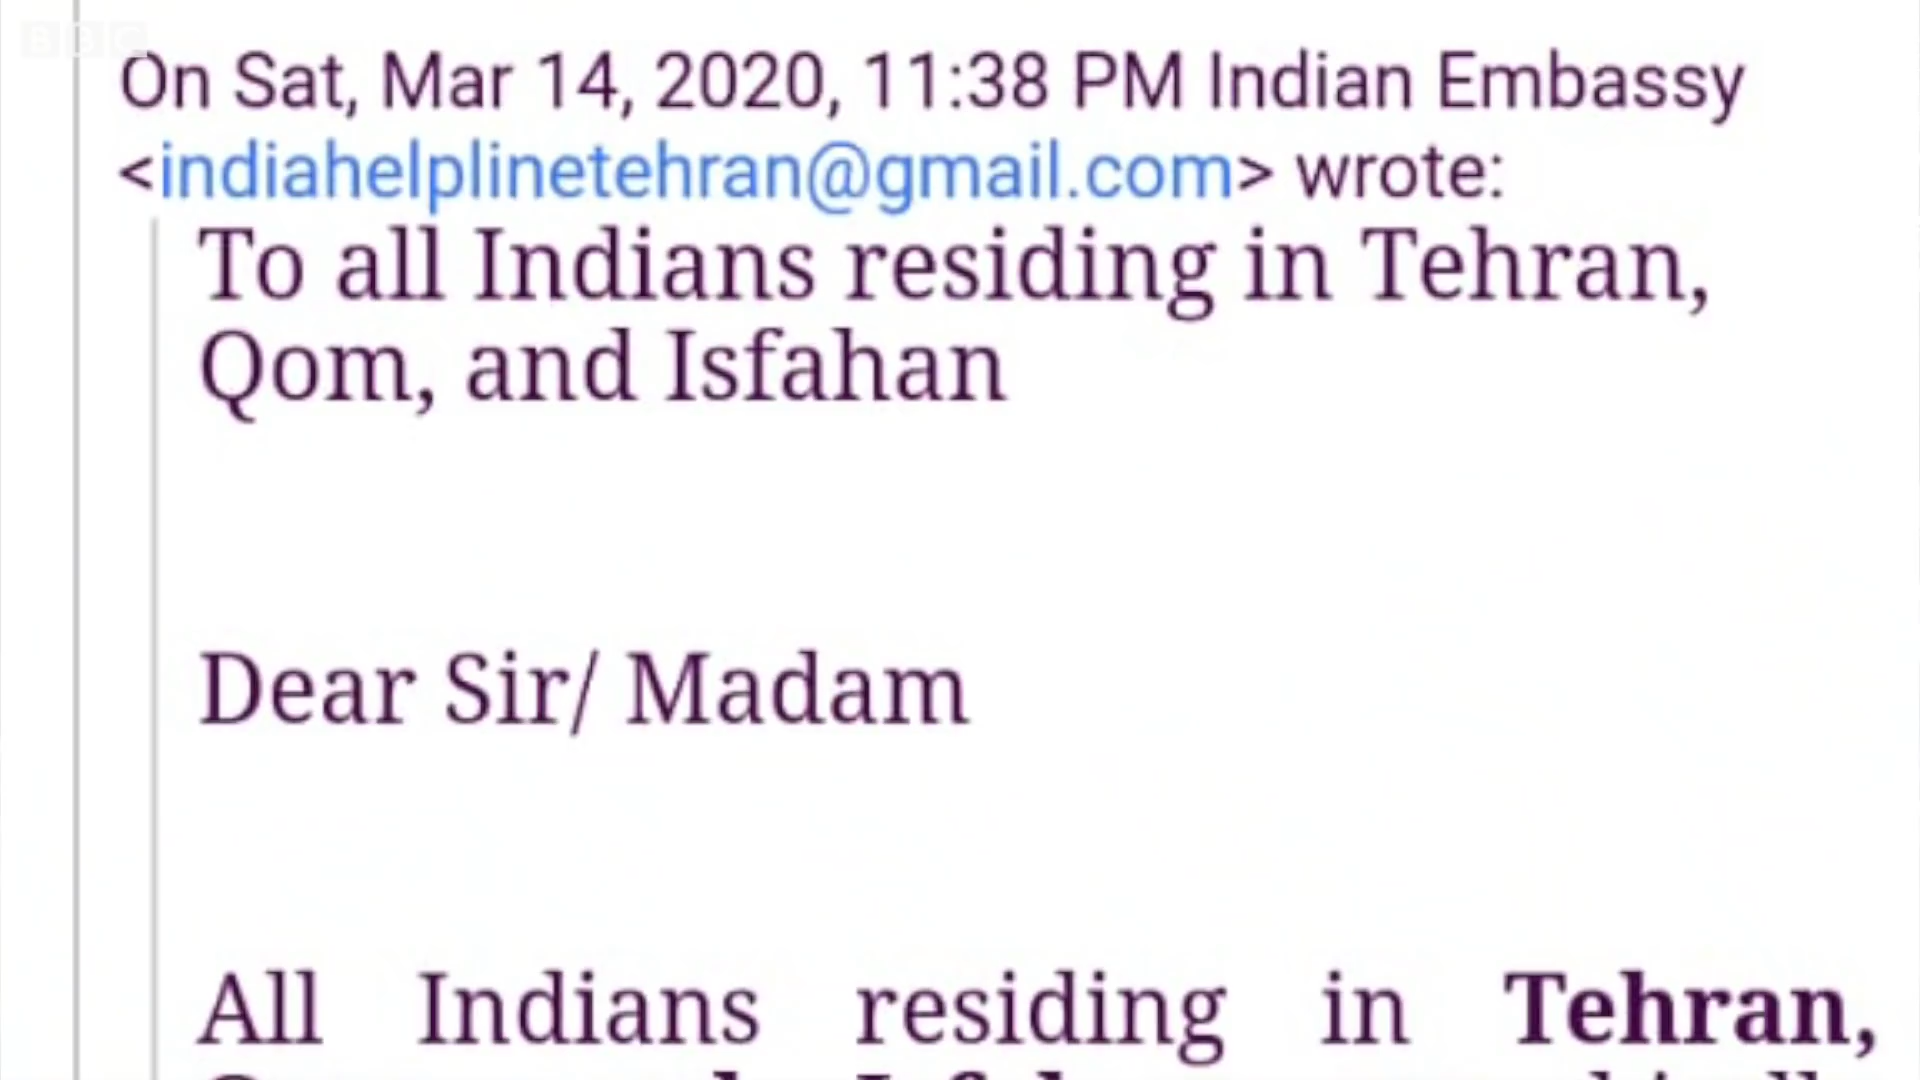 BBC
On Sat, Mar 14, 2020, 11:38 PM Indian Embassy
<indiahelplinetehran@gmail.com> wrote:
To all Indians residing in Tehran,
Qom, and Isfahan
Dear Sir/ Madam
All Indians residing in Tehran,